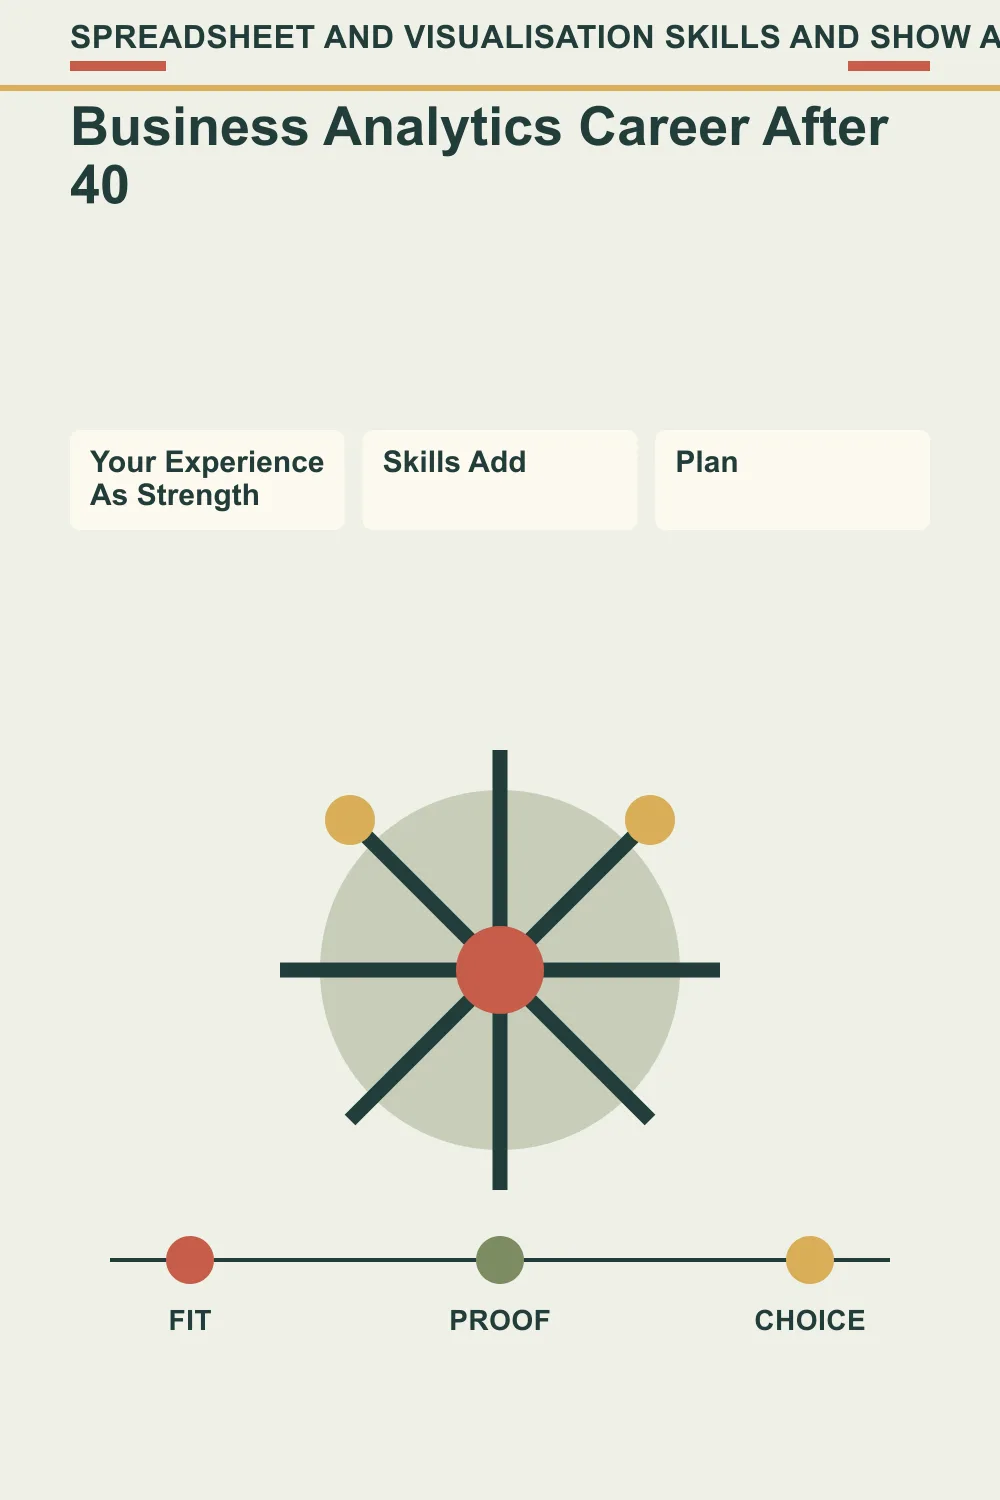 SPREADSHEET AND VISUALISATION SKILLS AND SHOW A
Business Analytics Career After
40
Your Experience
As Strength
Skills Add
Plan
FIT
PROOF
CHOICE